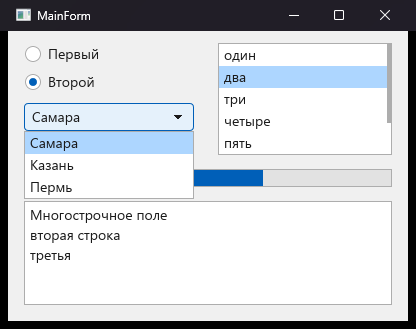 MainForm
Первый
Второй
Самара
Самара
Казань
Пермь
один
два
три
четыре
пять
Многострочное поле
вторая строка
третья